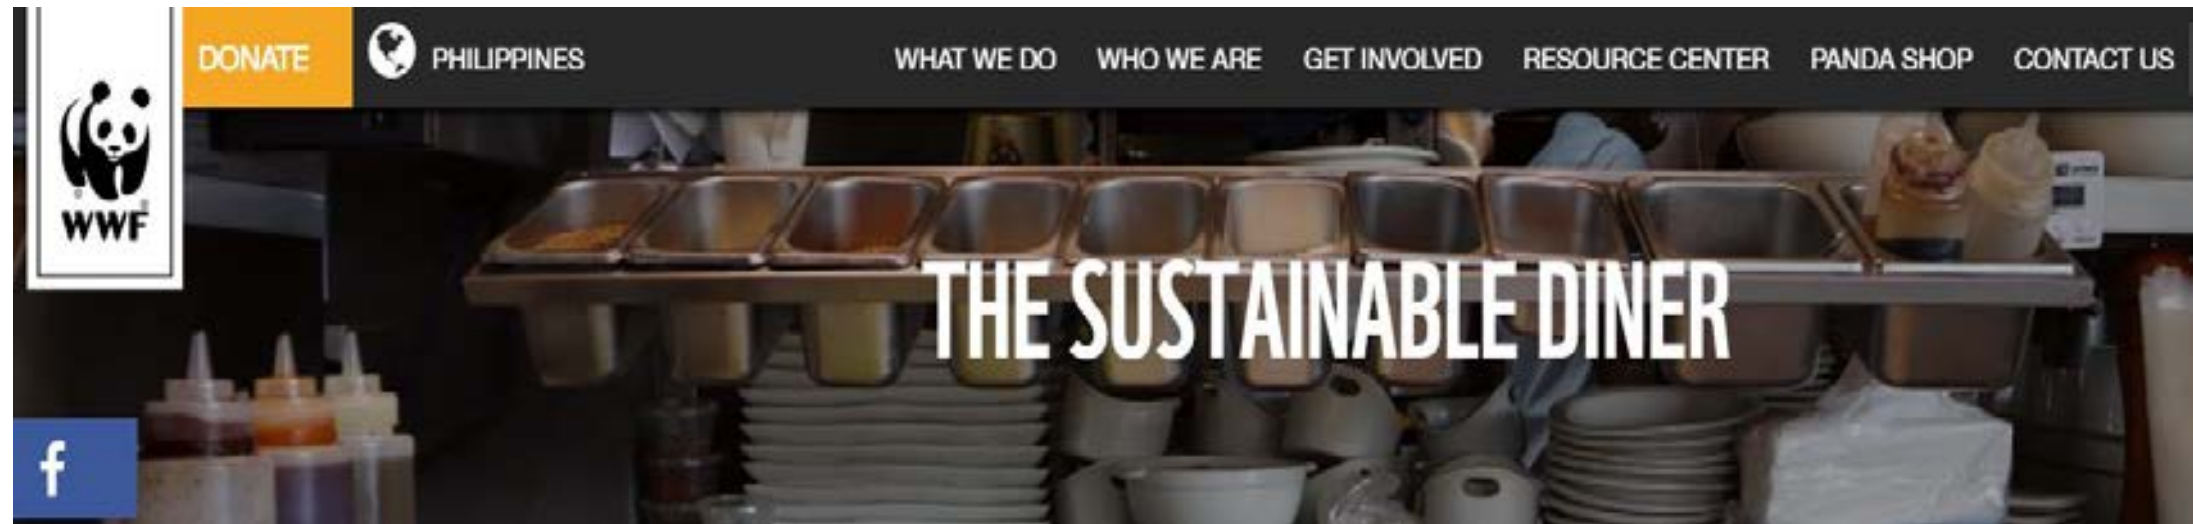 DONATE
PHILIPPINES
WHAT WE DO
WHO WE ARE
GET INVOLVED
RESOURCE CENTER
PANDA SHOP
CONTACT US
WWF
THE SUSTAINABLE DINER
f